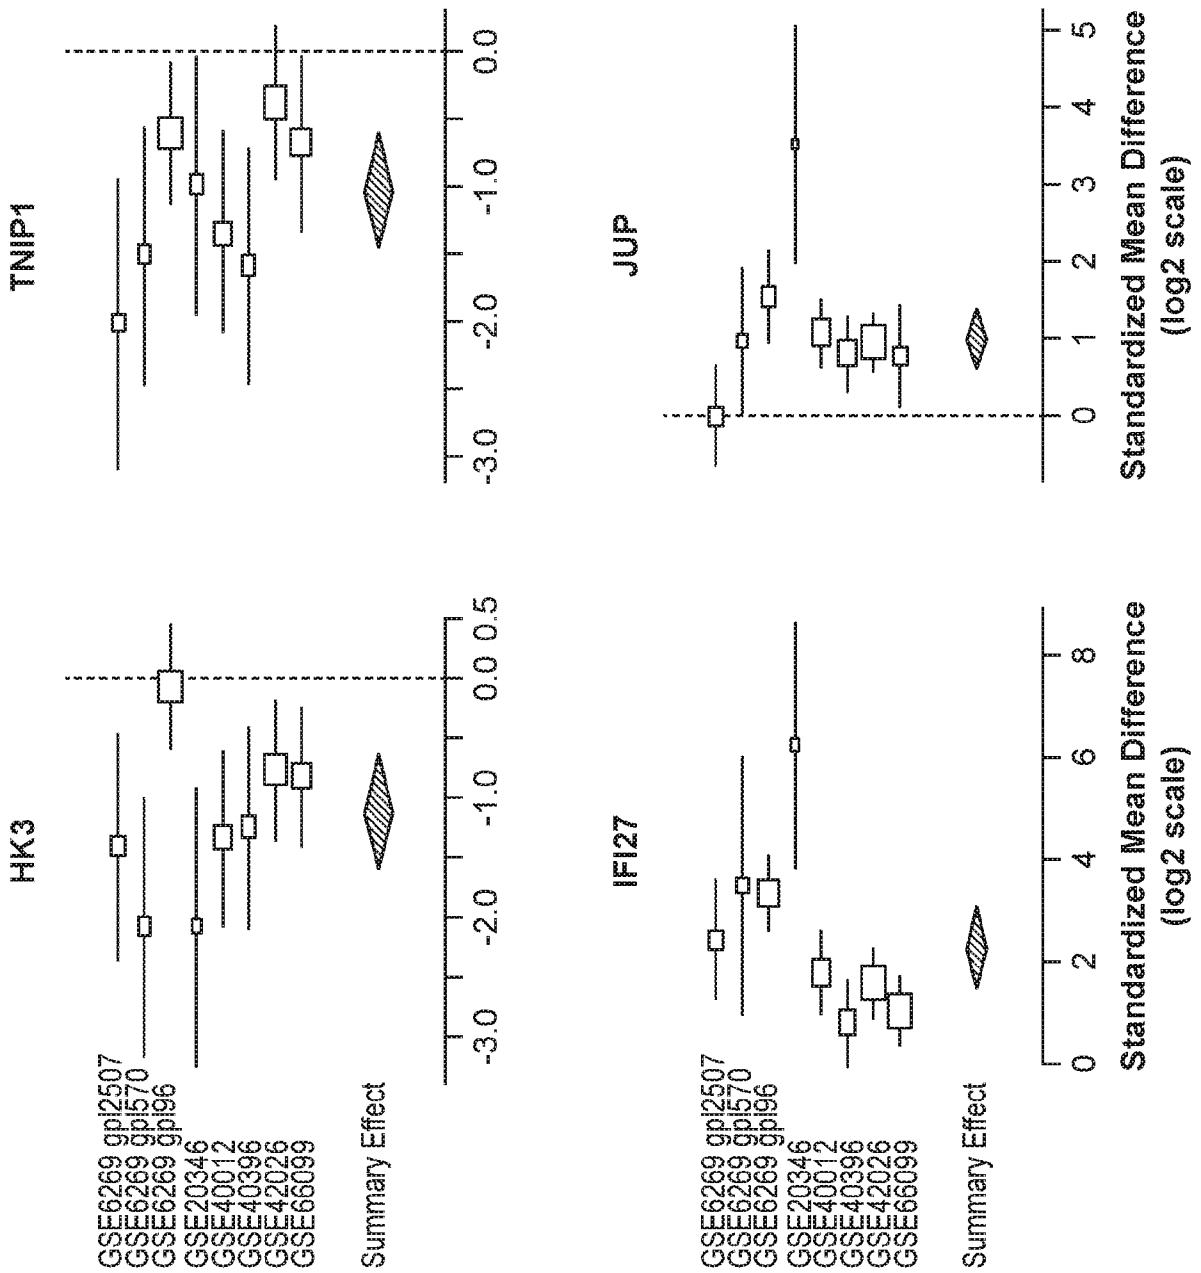 HK3
GSE6269 gpl2507
GSE6269 gpl570
GSE6269 gpl96
GSE20346
GSE40012
GSE40396
GSE42026
GSE66099
Summary Effect
-3.0 -2.0 -1.0 0.0 0.5
TNIP1
-3.0 -2.0 -1.0 0.0
IFI27
GSE6269 gpl2507
GSE6269 gpl570
GSE6269 gpl96
GSE20346
GSE40012
GSE40396
GSE42026
GSE66099
Summary Effect
0 2 4 6 8
Standardized Mean Difference
(log2 scale)
JUP
0 1 2 3 4 5
Standardized Mean Difference
(log2 scale)